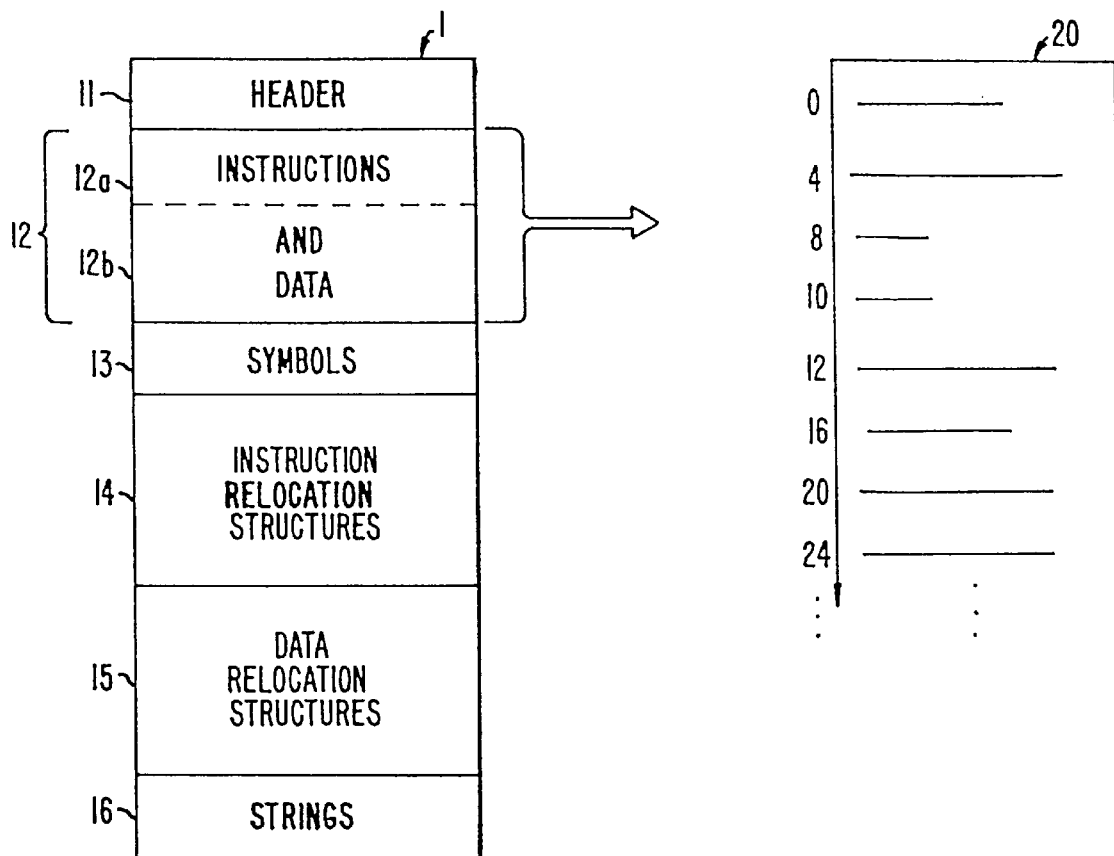 1
11
HEADER
12
12a
INSTRUCTIONS
12b
AND
DATA
13
SYMBOLS
14
INSTRUCTION
RELOCATION
STRUCTURES
15
DATA
RELOCATION
STRUCTURES
16
STRINGS
20
0
4
8
10
12
16
20
24